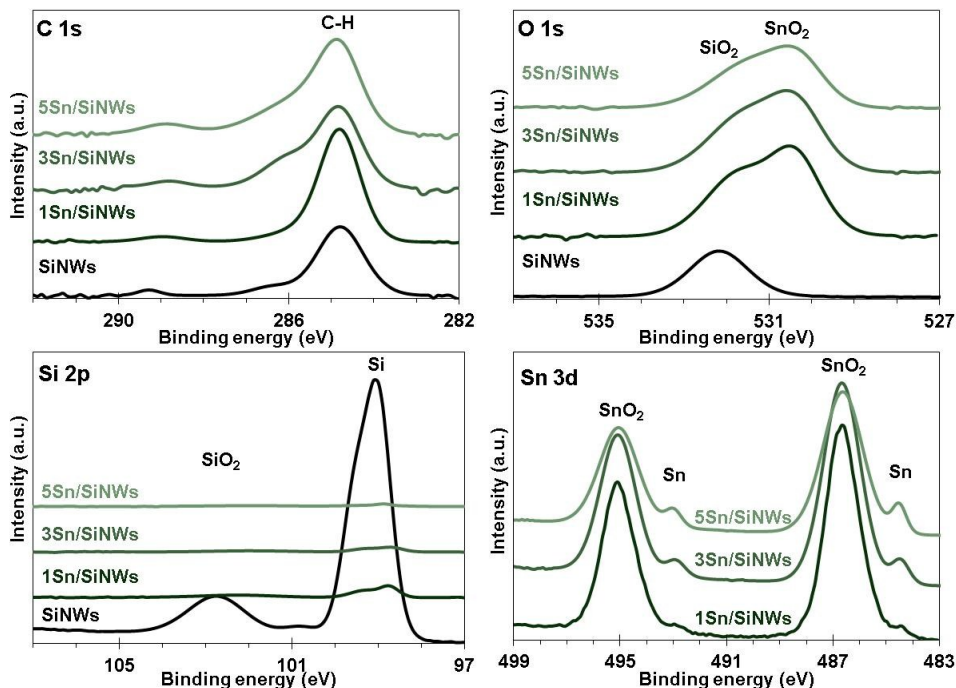 C 1s
C-H
5Sn/SiNWs
3Sn/SiNWs
1Sn/SiNWs
SiNWs
Intensity (a.u.)
290
286
282
Binding energy (eV)
O 1s
SiO₂
SnO₂
5Sn/SiNWs
3Sn/SiNWs
1Sn/SiNWs
SiNWs
Intensity (a.u.)
535
531
527
Binding energy (eV)
Si 2p
Si
SiO₂
5Sn/SiNWs
3Sn/SiNWs
1Sn/SiNWs
SiNWs
Intensity (a.u.)
105
101
97
Binding energy (eV)
Sn 3d
SnO₂
SnO₂
Sn
Sn
5Sn/SiNWs
3Sn/SiNWs
1Sn/SiNWs
Intensity (a.u.)
499
495
491
487
483
Binding energy (eV)